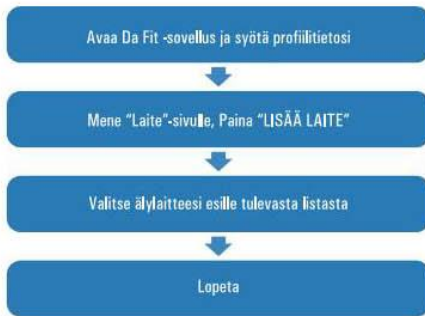 Avaa Da Fit -sovellus ja syötä profiilitietosi
Mene "Laite"-sivulle, Paina "LISÄÄ LAITE"
Valitse älylaitteesi esille tulevasta listasta
Lopeta